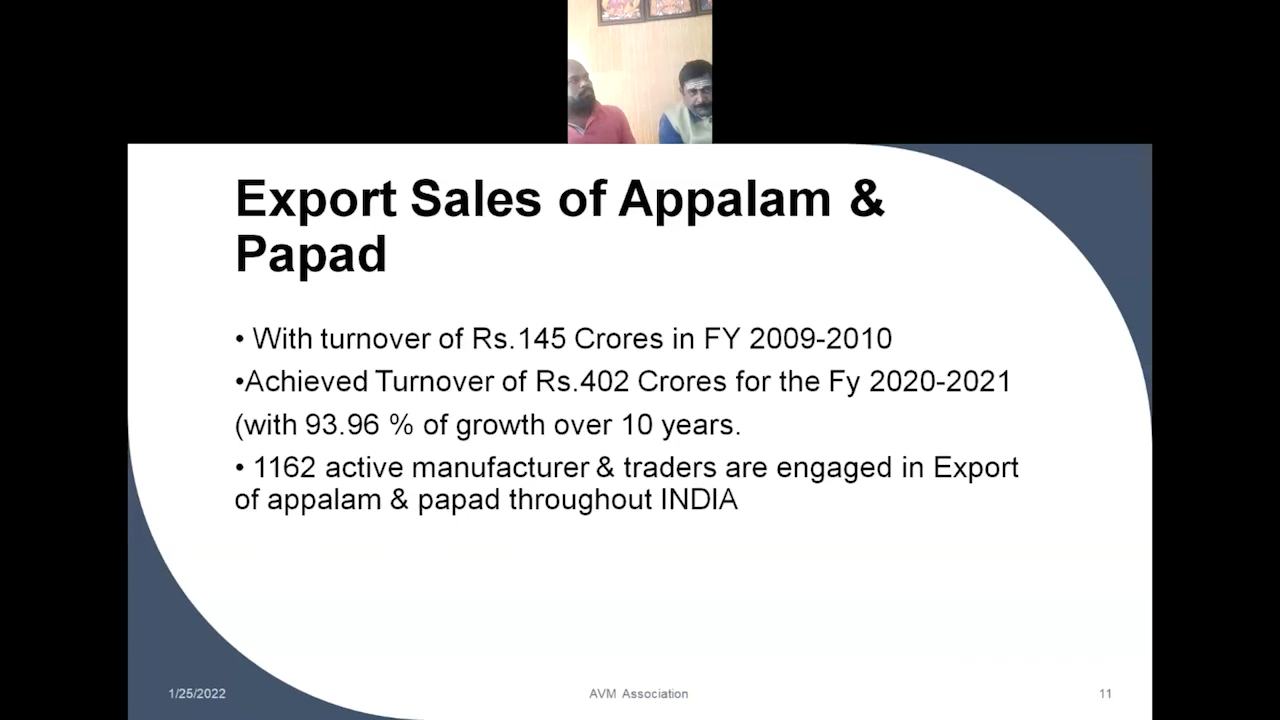 Export Sales of Appalam &
Papad
• With turnover of Rs.145 Crores in FY 2009-2010
•Achieved Turnover of Rs.402 Crores for the Fy 2020-2021
(with 93.96 % of growth over 10 years.
• 1162 active manufacturer & traders are engaged in Export
of appalam & papad throughout INDIA
1/25/2022
AVM Association
11